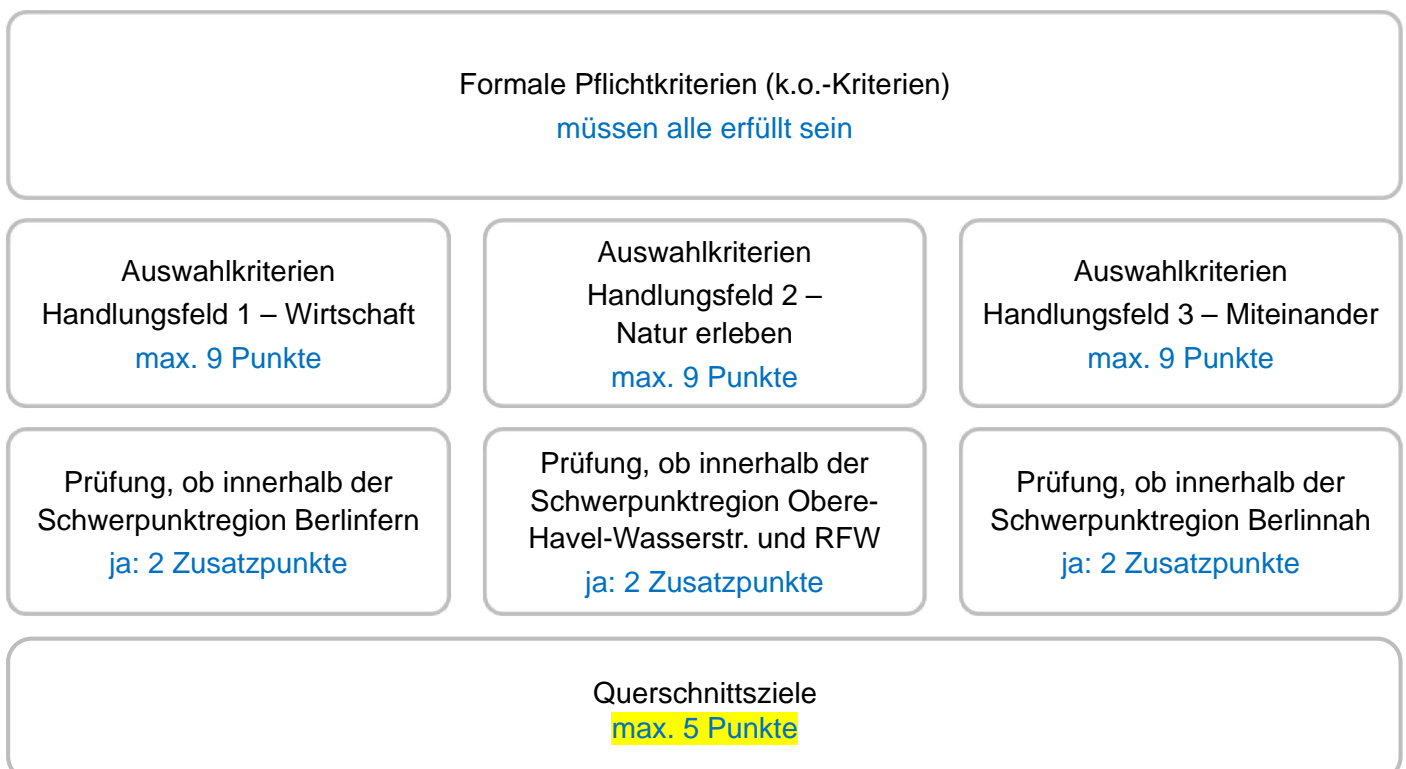 Formale Pflichtkriterien (k.o.-Kriterien)
müssen alle erfüllt sein
Auswahlkriterien
Handlungsfeld 1 – Wirtschaft
max. 9 Punkte
Auswahlkriterien
Handlungsfeld 2 –
Natur erleben
max. 9 Punkte
Auswahlkriterien
Handlungsfeld 3 – Miteinander
max. 9 Punkte
Prüfung, ob innerhalb der
Schwerpunktregion Berlinfern
ja: 2 Zusatzpunkte
Prüfung, ob innerhalb der
Schwerpunktregion Obere-
Havel-Wasserstr. und RFW
ja: 2 Zusatzpunkte
Prüfung, ob innerhalb der
Schwerpunktregion Berlinnah
ja: 2 Zusatzpunkte
Querschnittsziele
max. 5 Punkte